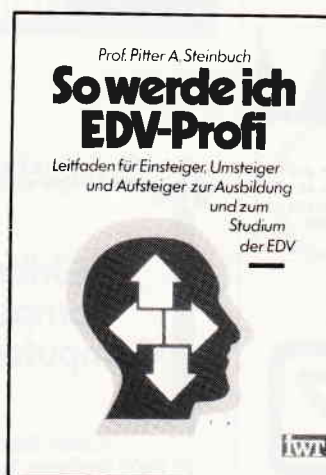 Prof. Pitter A. Steinbuch
So werde ich
EDV-Profi
Leitfaden für Einsteiger, Umsteiger
und Aufsteiger zur Ausbildung
und zum
Studium
der EDV
iwt